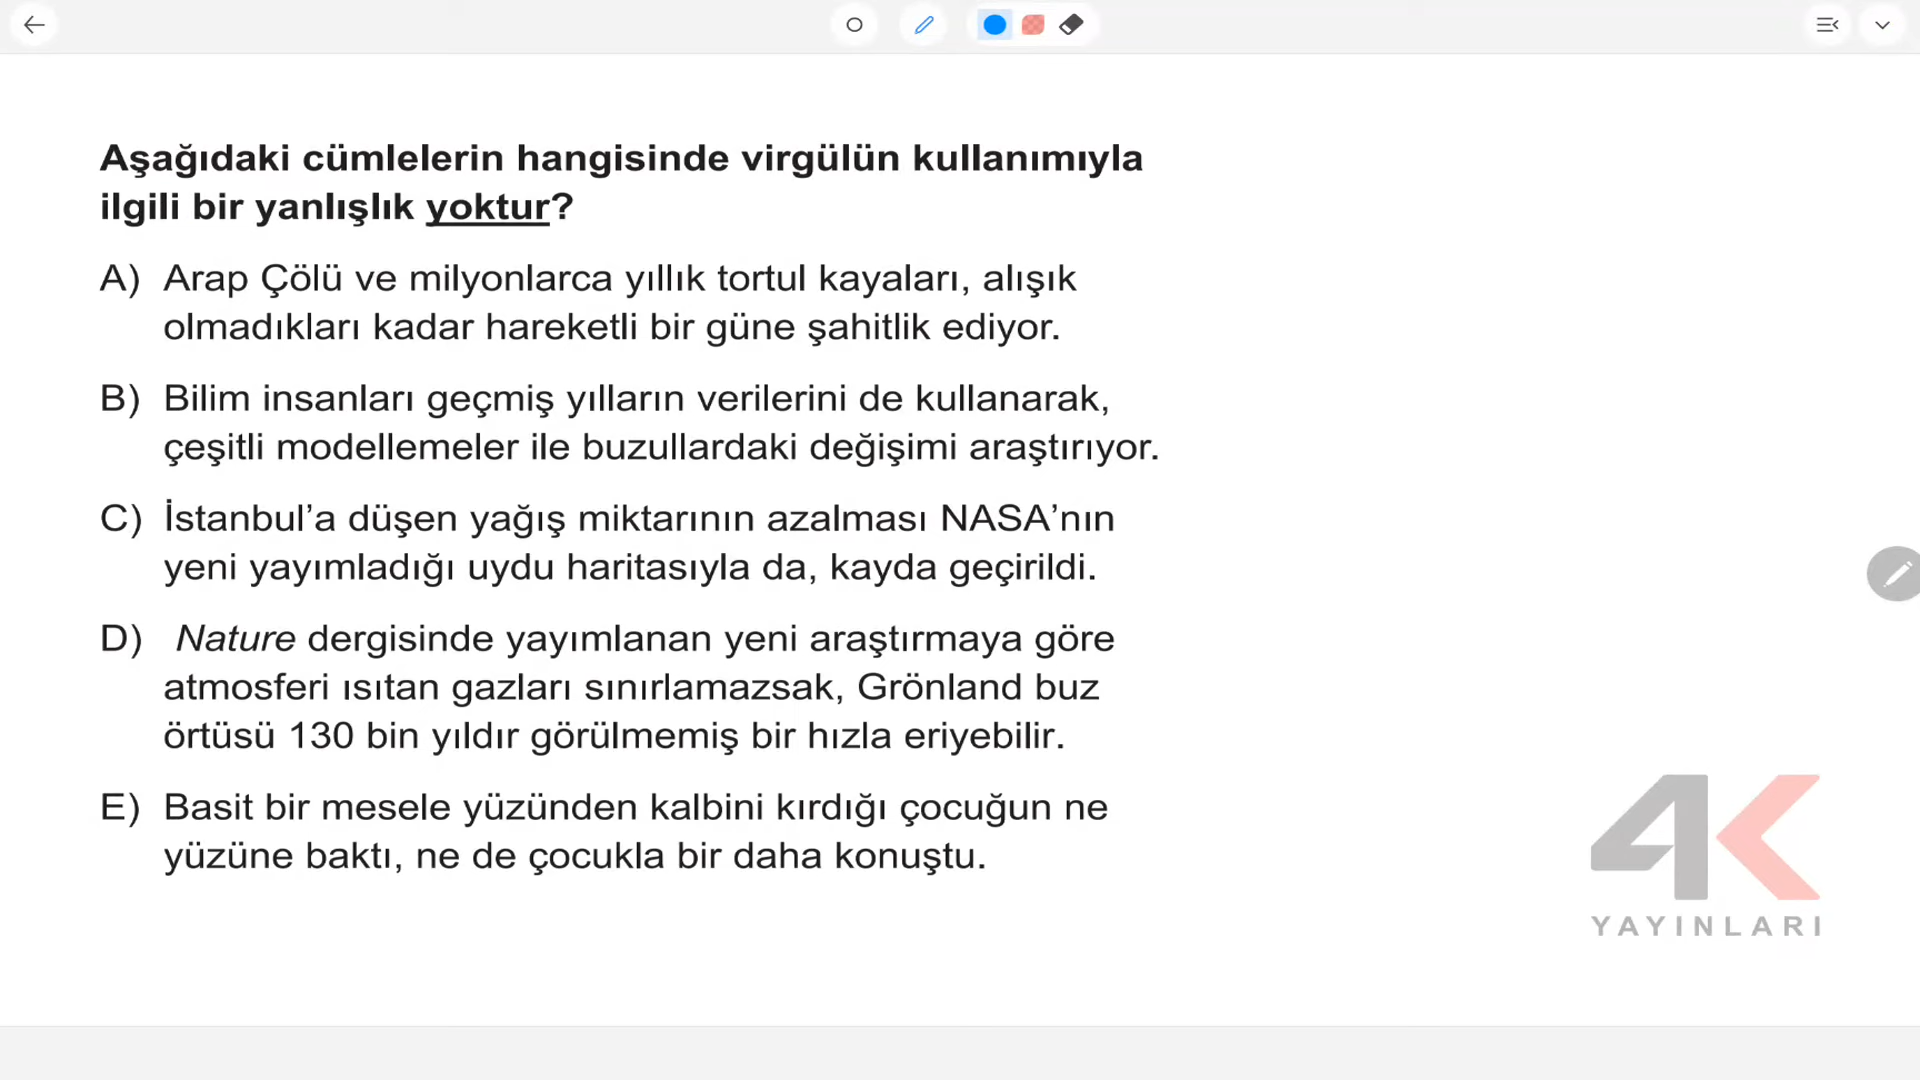 Aşağıdaki cümlelerin hangisinde virgülün kullanımıyla
ilgili bir yanlışlık yoktur?
A) Arap Çölü ve milyonlarca yıllık tortul kayaları, alışık
olmadıkları kadar hareketli bir güne şahitlik ediyor.
B) Bilim insanları geçmiş yılların verilerini de kullanarak,
çeşitli modellemeler ile buzullardaki değişimi araştırıyor.
C) İstanbul’a düşen yağış miktarının azalması NASA’nın
yeni yayımladığı uydu haritasıyla da, kayda geçirildi.
D) Nature dergisinde yayımlanan yeni araştırmaya göre
atmosferi ısıtan gazları sınırlamazsak, Grönland buz
örtüsü 130 bin yıldır görülmemiş bir hızla eriyebilir.
E) Basit bir mesele yüzünden kalbini kırdığı çocuğun ne
yüzüne baktı, ne de çocukla bir daha konuştu.
4K
YAYINLARI